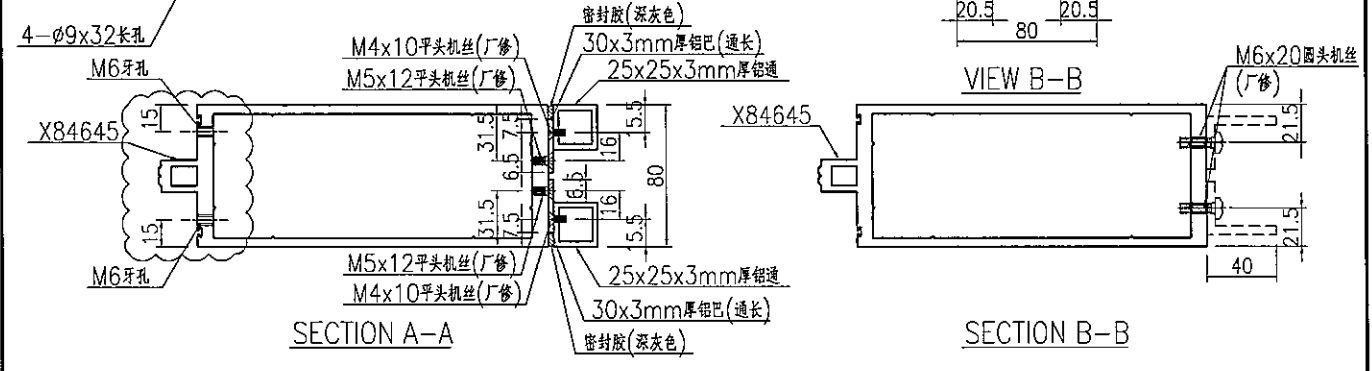 4-ø9x32长孔
M6牙孔
X84645
15
15
M6牙孔
密封胶(深灰色)
M4x10平头机丝(厂修)
30x3mm厚铝巴(通长)
M5x12平头机丝(厂修)
25x25x3mm厚铝通
31.5
7.5
6.5
5.5
16
6.5
80
31.5
7.5
16
5.5
M5x12平头机丝(厂修)
25x25x3mm厚铝通
M4x10平头机丝(厂修)
30x3mm厚铝巴(通长)
密封胶(深灰色)
SECTION A-A
20.5
20.5
80
VIEW B-B
M6x20圆头机丝
(厂修)
X84645
21.5
21.5
40
SECTION B-B